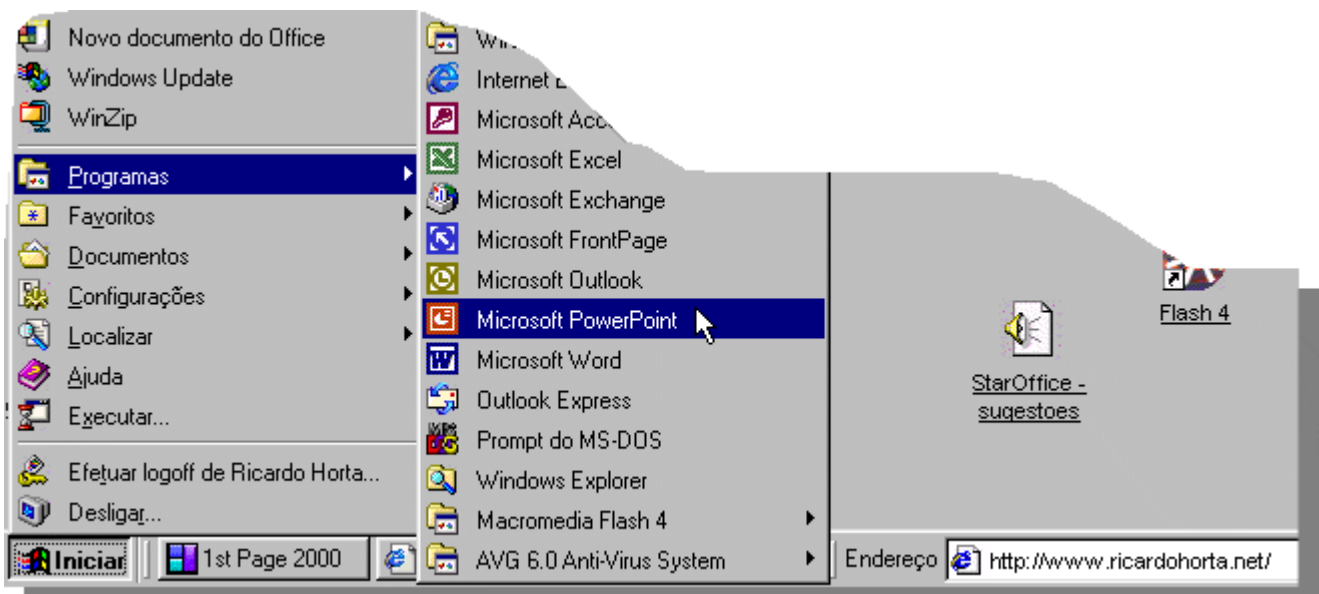 Novo documento do Office
Windows Update
WinZip
Programas
Favoritos
Documentos
Configurações
Localizar
Ajuda
Executar...
Efetuar logoff de Ricardo Horta...
Desligar...
Internet
Microsoft
Microsoft Excel
Microsoft Exchange
Microsoft FrontPage
Microsoft Outlook
Microsoft PowerPoint
Microsoft Word
Outlook Express
Prompt do MS-DOS
Windows Explorer
Macromedia Flash 4
AVG 6.0 Anti-Virus System
Flash 4
StarOffice -
sugestoes
Iniciar
1st Page 2000
Endereço
http://www.ricardohorta.net/